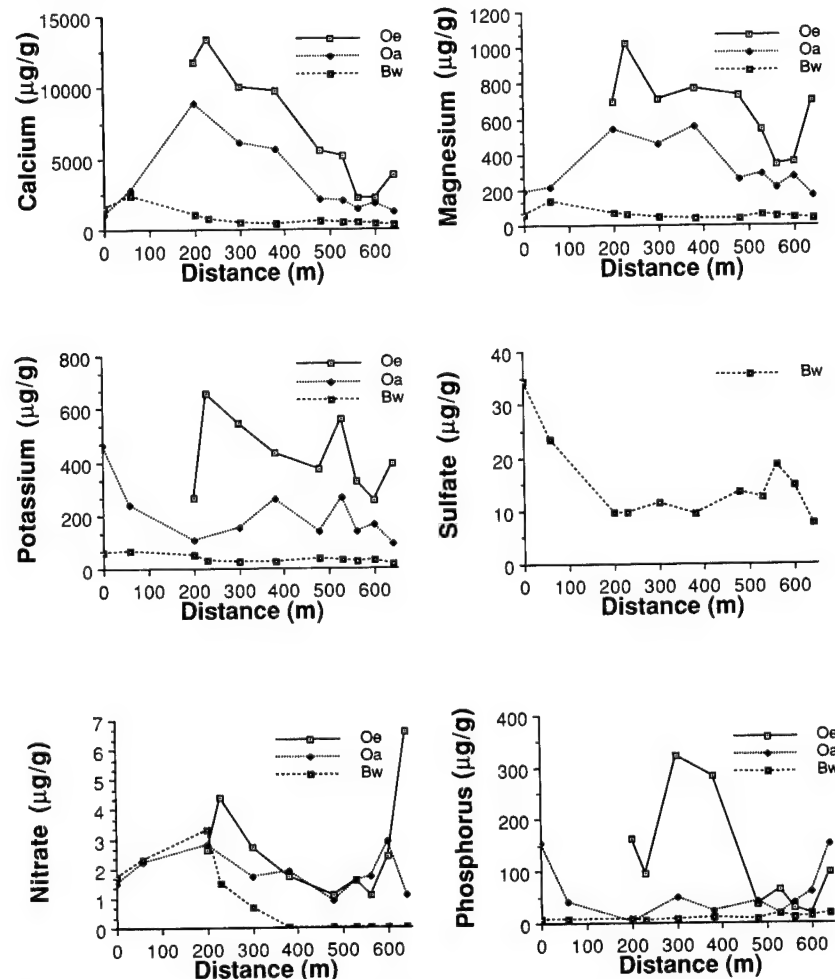 Calcium (µg/g)
15000
10000
5000
0
Oe
Oa
Bw
0 100 200 300 400 500 600
Distance (m)
Magnesium (µg/g)
1200
1000
800
600
400
200
0
Oe
Oa
Bw
0 100 200 300 400 500 600
Distance (m)
Potassium (µg/g)
800
600
400
200
0
Oe
Oa
Bw
0 100 200 300 400 500 600
Distance (m)
Sulfate (µg/g)
40
30
20
10
0
Bw
0 100 200 300 400 500 600
Distance (m)
Nitrate (µg/g)
7
6
5
4
3
2
1
0
Oe
Oa
Bw
0 100 200 300 400 500 600
Distance (m)
Phosphorus (µg/g)
400
300
200
100
0
Oe
Oa
Bw
0 100 200 300 400 500 600
Distance (m)